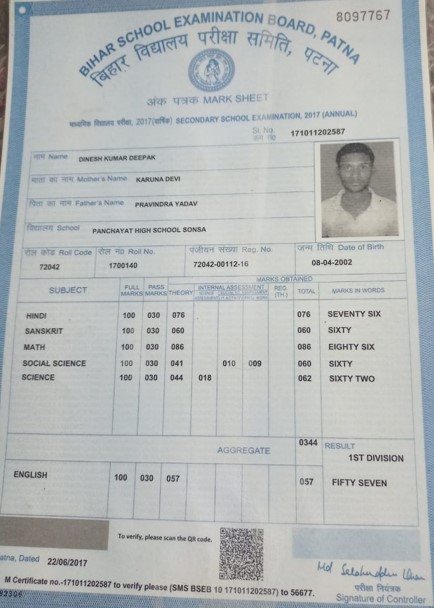 8097767
BIHAR SCHOOL EXAMINATION BOARD, PATNA
बिहार विद्यालय परीक्षा समिति, पटना
अंक पत्रक MARK SHEET
माध्यमिक विद्यालय परीक्षा, 2017(वार्षिक) SECONDARY SCHOOL EXAMINATION, 2017 (ANNUAL)
Sl. No. 171011202587
नाम Name DINESH KUMAR DEEPAK
माता का नाम Mother's Name KARUNA DEVI
पिता का नाम Father's Name PRAVINDRA YADAV
विद्यालय School PANCHAYAT HIGH SCHOOL SONSA
रोल कोड Roll Code रोल न0 Roll No. पंजीयन संख्या Reg. No. जन्म तिथि Date of Birth
72042 1700140 72042-00112-16 08-04-2002
MARKS OBTAINED
SUBJECT FULL MARKS PASS MARKS THEORY INTERNAL ASSESSMENT REG. TOTAL MARKS IN WORDS
HINDI 100 030 076 076 SEVENTY SIX
SANSKRIT 100 030 060 060 SIXTY
MATH 100 030 086 086 EIGHTY SIX
SOCIAL SCIENCE 100 030 041 010 009 060 SIXTY
SCIENCE 100 030 044 018 062 SIXTY TWO
AGGREGATE 0344 RESULT
1ST DIVISION
ENGLISH 100 030 057 057 FIFTY SEVEN
To verify, please scan the QR code.
atna, Dated 22/06/2017
M Certificate no.-171011202587 to verify please (SMS BSEB 10 171011202587) to 56677.
परीक्षा नियंत्रक
Signature of Controller
92306